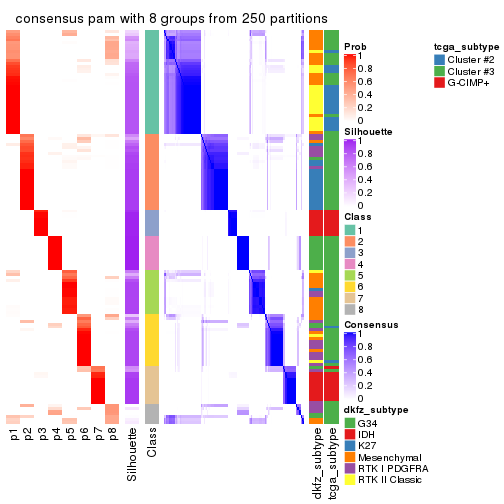 consensus pam with 8 groups from 250 partitions
Prob
1
0.8
0.6
0.4
0.2
0
Silhouette
1
0.8
0.6
0.4
0.2
0
Class
1
2
3
4
5
6
7
8
Consensus
1
0.8
0.6
0.4
0.2
0
dkfz_subtype
G34
IDH
K27
Mesenchymal
RTK I PDGFRA
RTK II Classic
tcga_subtype
Cluster #2
Cluster #3
G-CIMP+
p1
p2
p3
p4
p5
p6
p7
p8
Silhouette
Class
dkfz_subtype
tcga_subtype